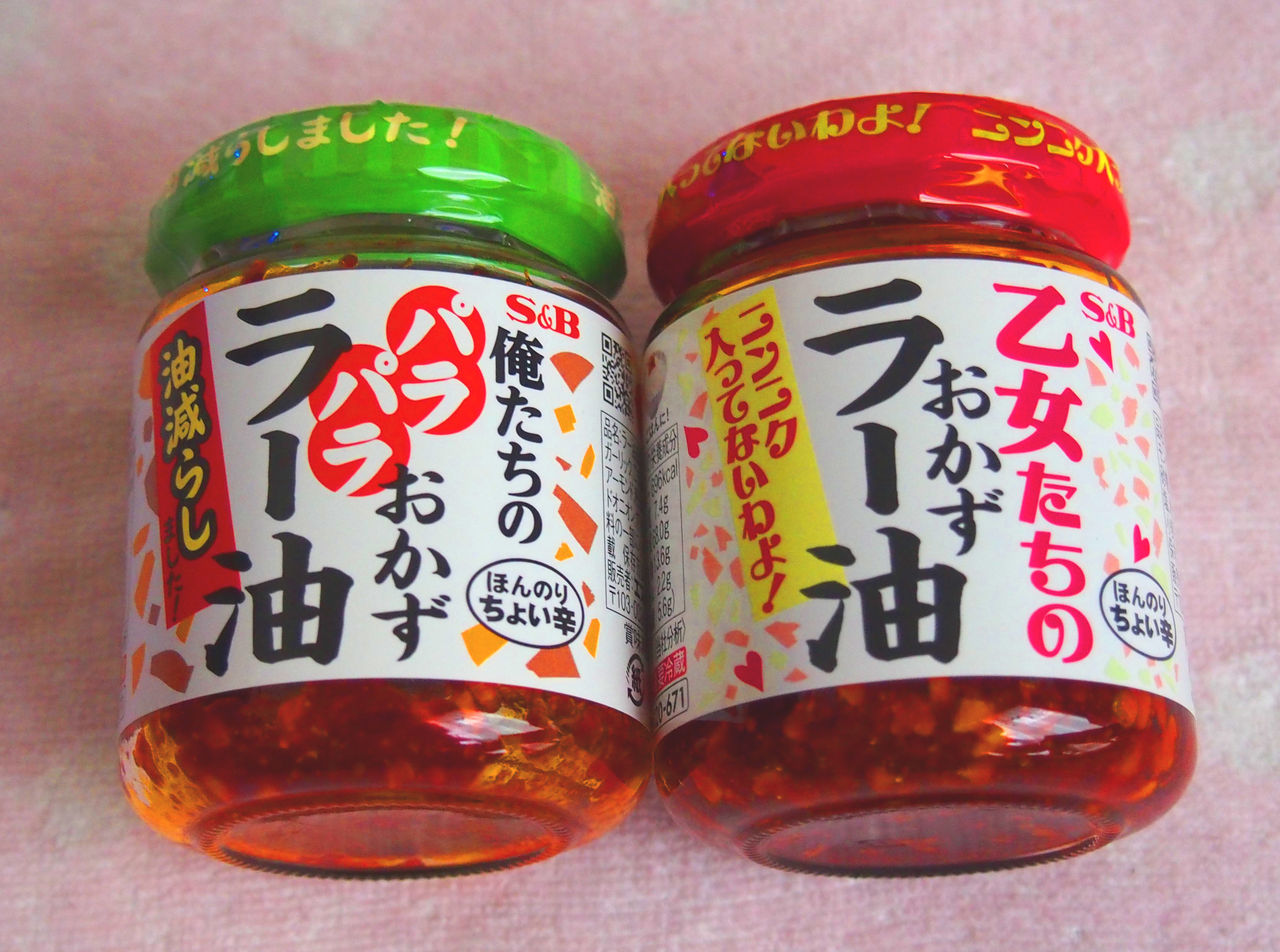 減らしました！
S&B
俺たちの
パラ
パラ
おかず
ラー油
油減らし
ました！
ほんのり
ちょい辛
ってないわよ！
ニンニク入
S&B
乙女たちの
おかず
ラー油
ニンニク
入ってないわよ！
ほんのり
ちょい辛